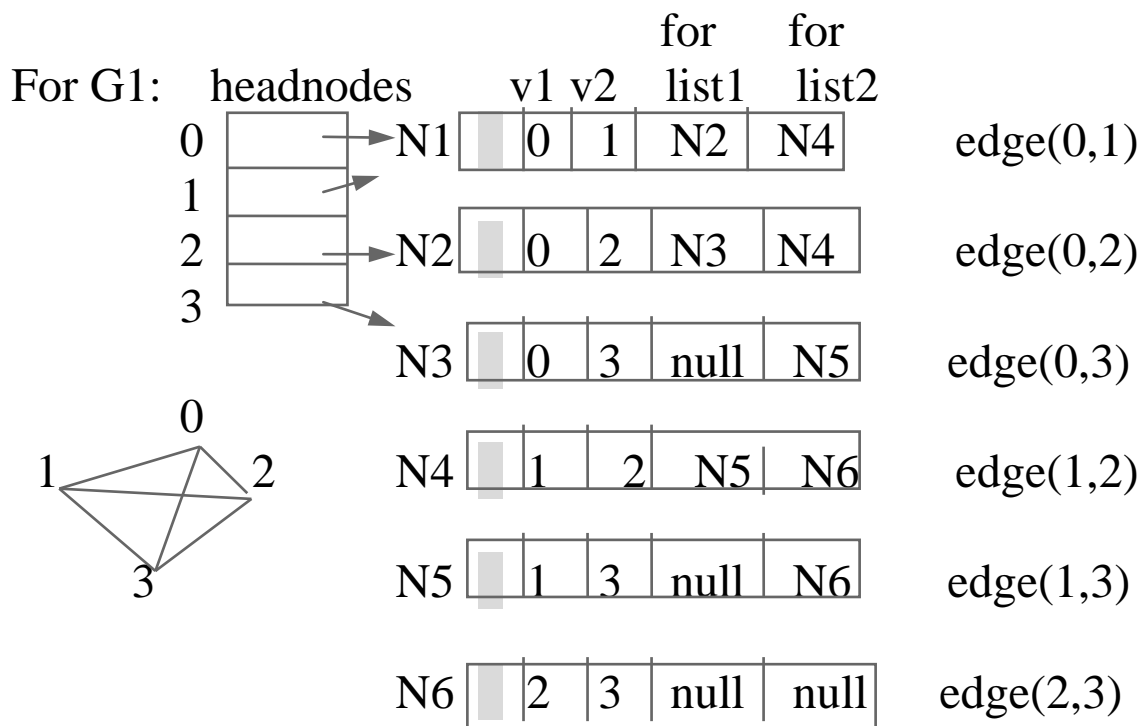 for for
For G1: headnodes v1 v2 list1 list2
0 N1 0 1 N2 N4 edge(0,1)
1
2 N2 0 2 N3 N4 edge(0,2)
3
N3 0 3 null N5 edge(0,3)
0
1 2 N4 1 2 N5 N6 edge(1,2)
3 N5 1 3 null N6 edge(1,3)
N6 2 3 null null edge(2,3)